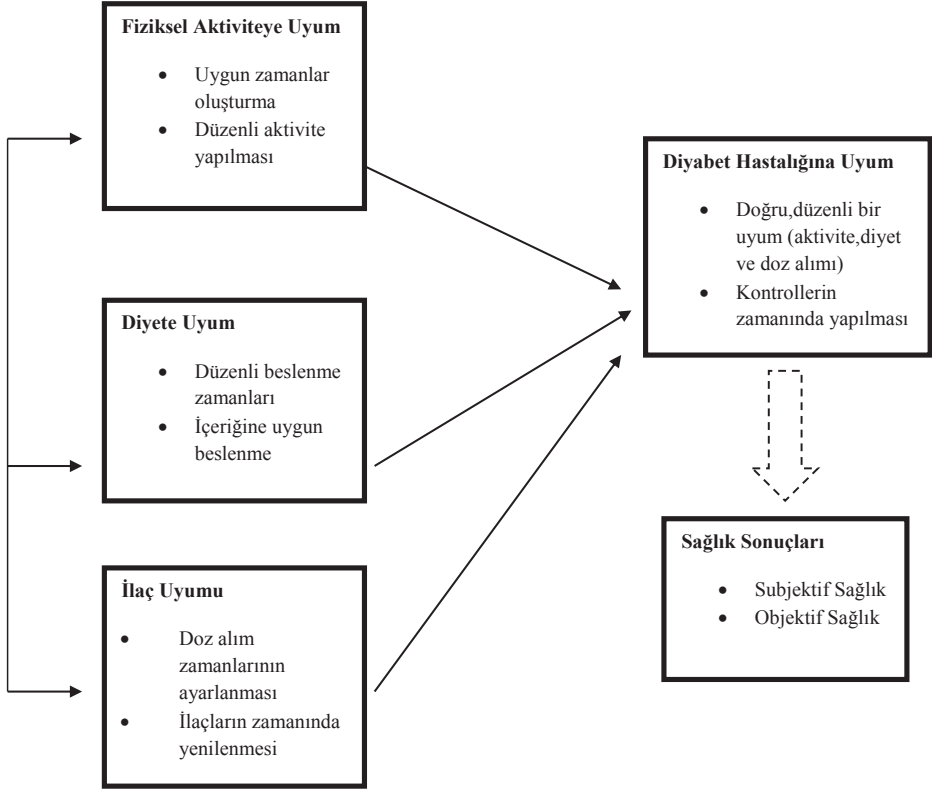 Fiziksel Aktiviteye Uyum
• Uygun zamanlar
oluşturma
• Düzenli aktivite
yapılması
Diyete Uyum
• Düzenli beslenme
zamanları
• İçeriğine uygun
beslenme
İlaç Uyumu
• Doz alım
zamanlarının
ayarlanması
• İlaçların zamanında
yenilenmesi
Diyabet Hastalığına Uyum
• Doğru,düzenli bir
uyum (aktivite,diyet
ve doz alımı)
• Kontrollerin
zamanında yapılması
Sağlık Sonuçları
• Subjektif Sağlık
• Objektif Sağlık